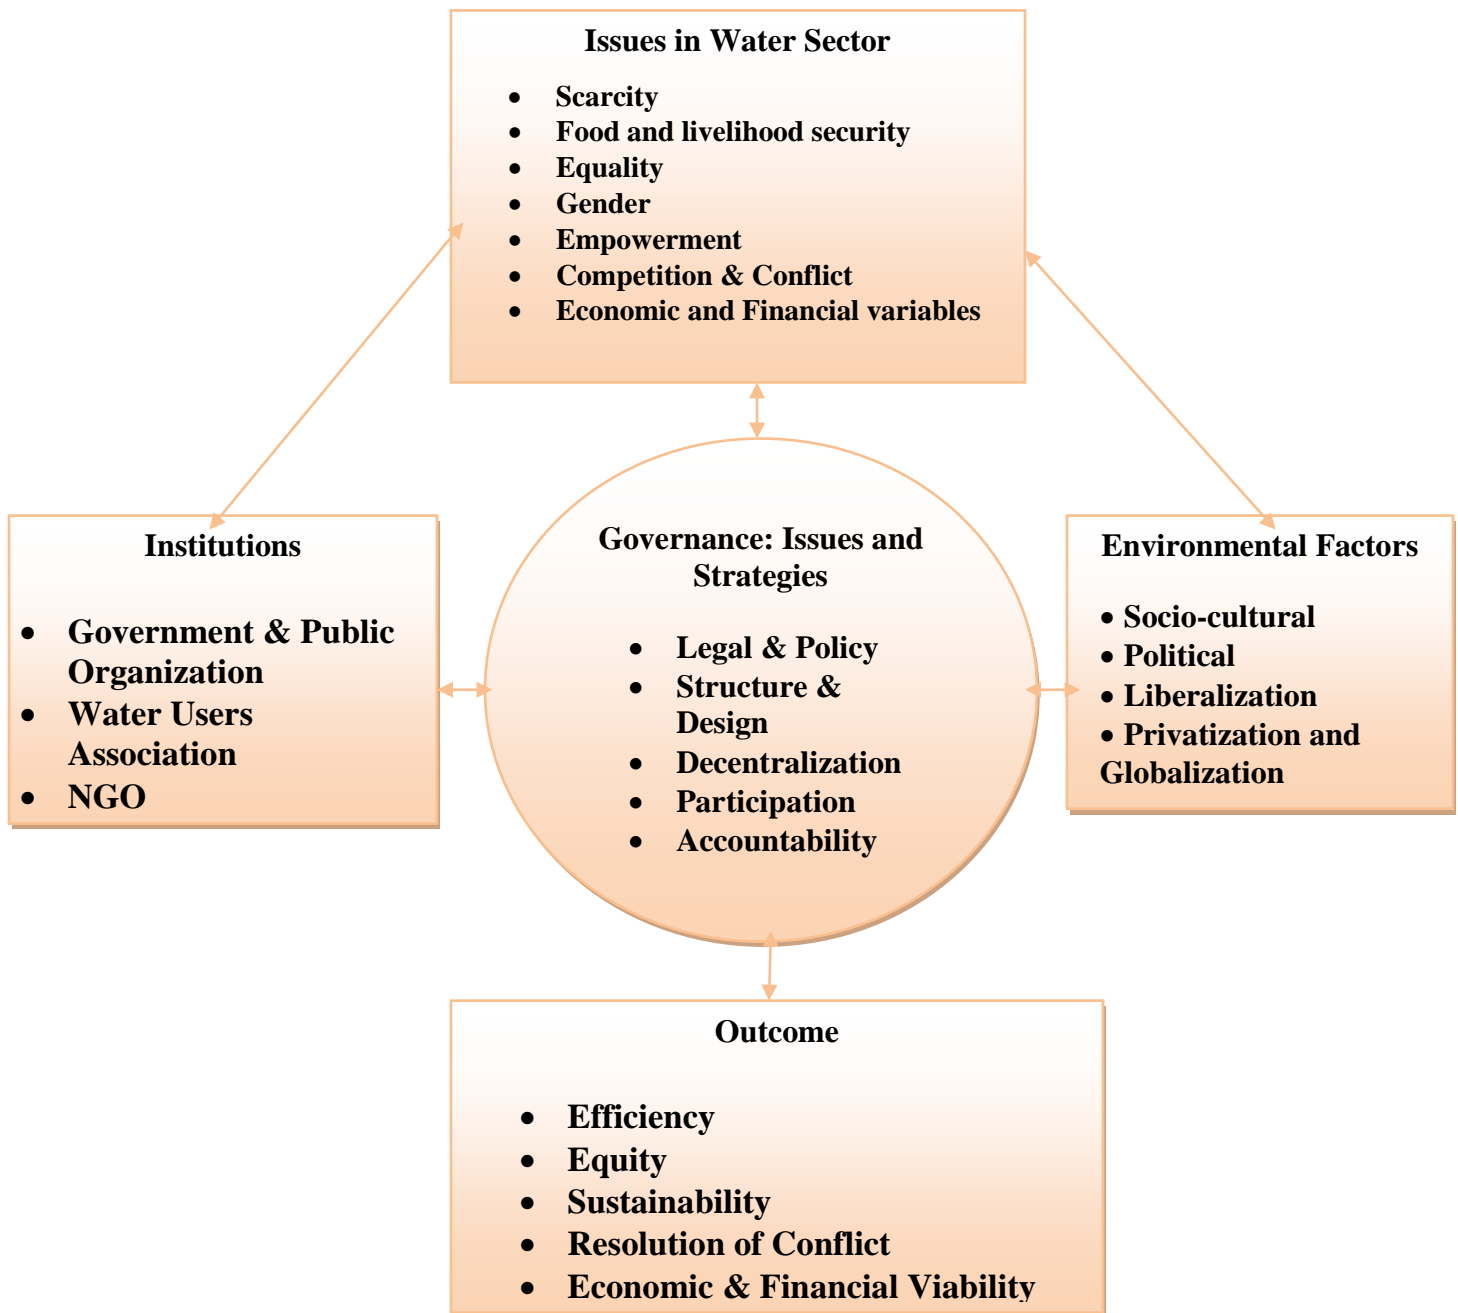 Issues in Water Sector
• Scarcity
• Food and livelihood security
• Equality
• Gender
• Empowerment
• Competition & Conflict
• Economic and Financial variables
Institutions
• Government & Public
Organization
• Water Users
Association
• NGO
Governance: Issues and
Strategies
• Legal & Policy
• Structure &
Design
• Decentralization
• Participation
• Accountability
Environmental Factors
• Socio-cultural
• Political
• Liberalization
• Privatization and
Globalization
Outcome
• Efficiency
• Equity
• Sustainability
• Resolution of Conflict
• Economic & Financial Viability